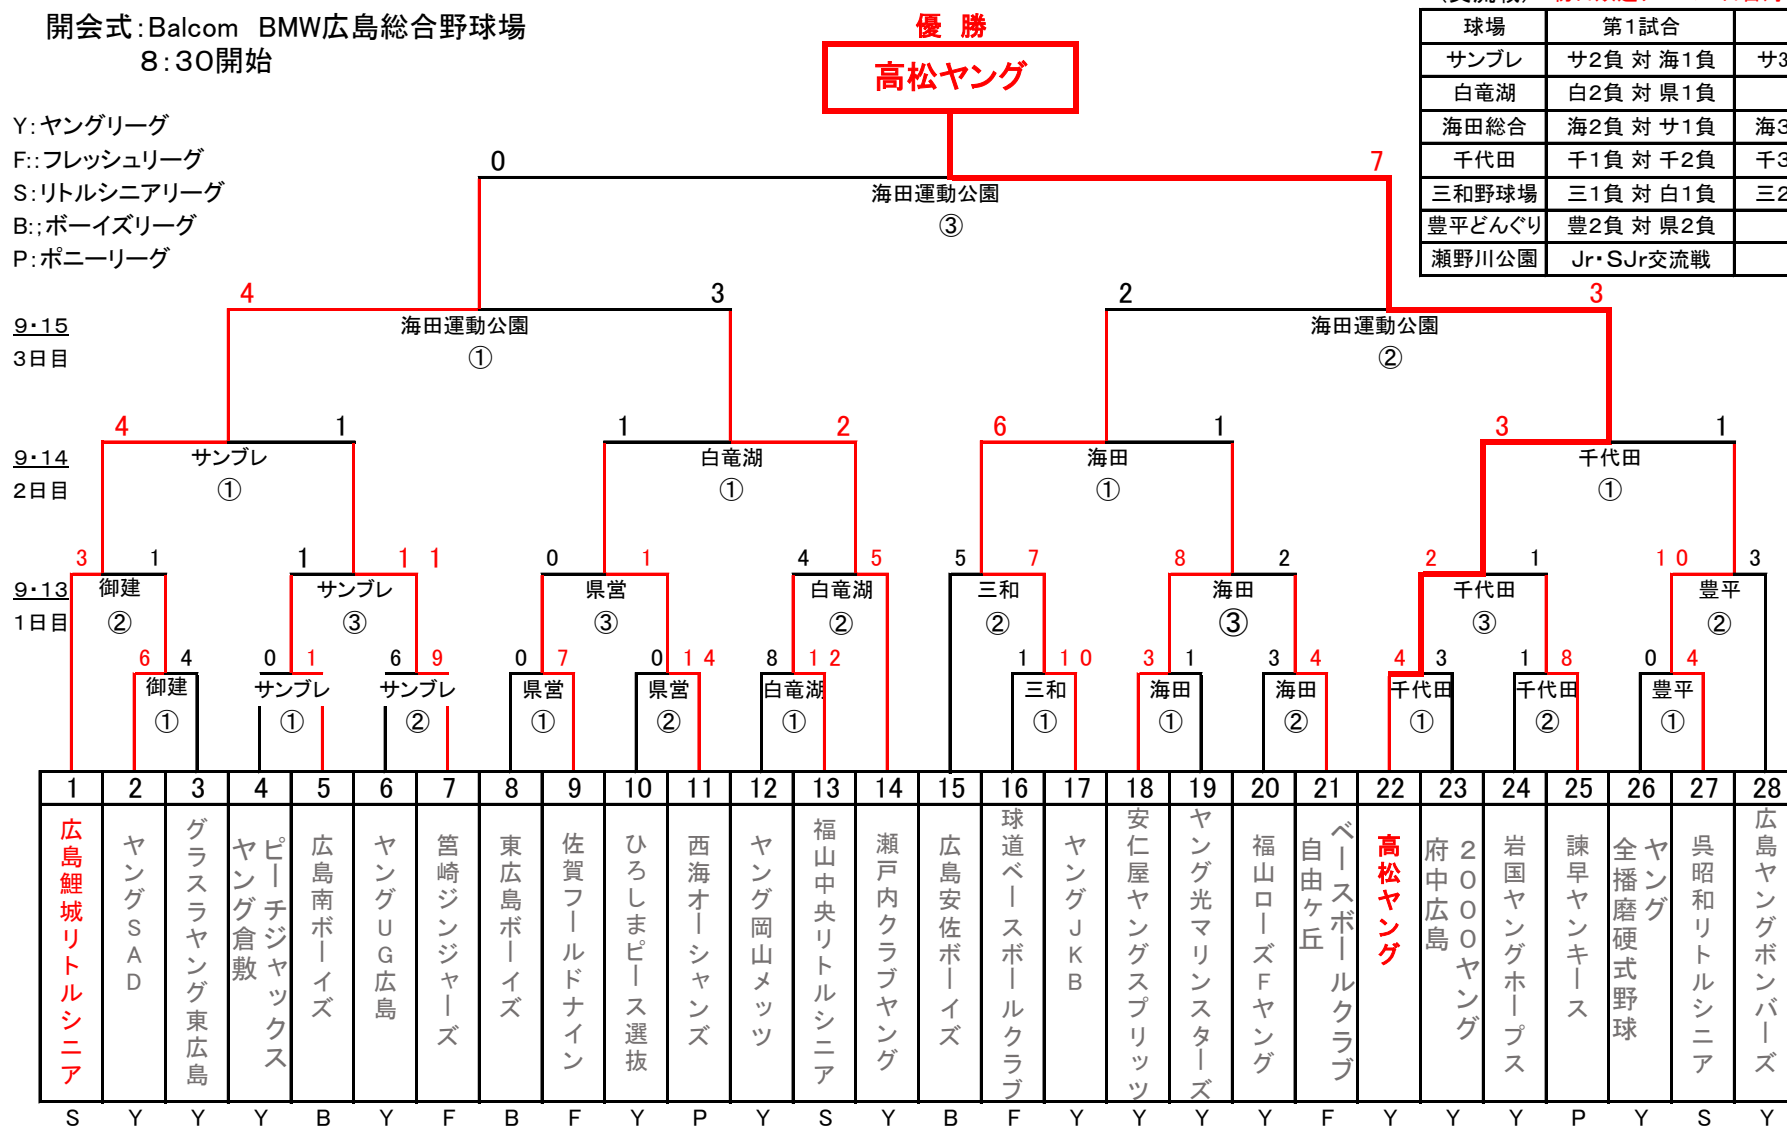 開会式：Balcom BMW広島総合野球場
8：30開始
優 勝
高松ヤング
球場 第1試合
サンブレ サ2負 対 海1負 サ3
白竜湖 白2負 対 県1負
海田総合 海2負 対 サ1負 海3
千代田 千1負 対 千2負 千3
三和野球場 三1負 対 白1負 三2
豊平どんぐり 豊2負 対 県2負
瀬野川公園 Jr・SJr交流戦
Y：ヤングリーグ
F：：フレッシュリーグ
S：リトルシニアリーグ
B：；ボーイズリーグ
P：ポニーリーグ
0 7
海田運動公園
③
4 3 2 3
9・15
3日目
海田運動公園 海田運動公園
① ②
4 1 1 2 6 1 3 1
9・14
2日目
サンブレ 白竜湖 海田 千代田
① ① ① ①
3 1 1 11 0 1 4 5 5 7 8 2 2 1 10 3
9・13
1日目
御建 サンブレ 県営 白竜湖 三和 海田 千代田 豊平
② ③ ③ ② ② ③ ③ ②
6 4 0 1 6 9 0 7 0 14 8 12 1 10 3 1 3 4 4 3 1 8 0 4
御建 サンブレ サンブレ 県営 県営 白竜湖 三和 海田 海田 千代田 千代田 豊平
① ① ② ① ② ① ① ① ② ① ② ①
1 2 3 4 5 6 7 8 9 10 11 12 13 14 15 16 17 18 19 20 21 22 23 24 25 26 27 28
広島鯉城リトルシニア
ヤングSAD
グラスラヤング東広島
ピーチジャックス
ヤング倉敷
広島南ボーイズ
ヤングUG広島
筥崎ジンジャーズ
東広島ボーイズ
佐賀フールドナイン
ひろしまピース選抜
西海オーシャンズ
ヤング岡山メッツ
福山中央リトルシニア
瀬戸内クラブヤング
広島安佐ボーイズ
球道ベースボールクラブ
ヤングJKB
安仁屋ヤングスプリッツ
ヤング光マリンスターズ
福山ローズFヤング
ベースボールクラブ
自由ヶ丘
高松ヤング
2000ヤング
府中広島
岩国ヤングホープス
諫早ヤンキース
ヤング
全播磨硬式野球
呉昭和リトルシニア
広島ヤングボンバーズ
S Y Y Y B Y F B F Y P Y S Y B F Y Y Y Y F Y Y Y P Y S Y